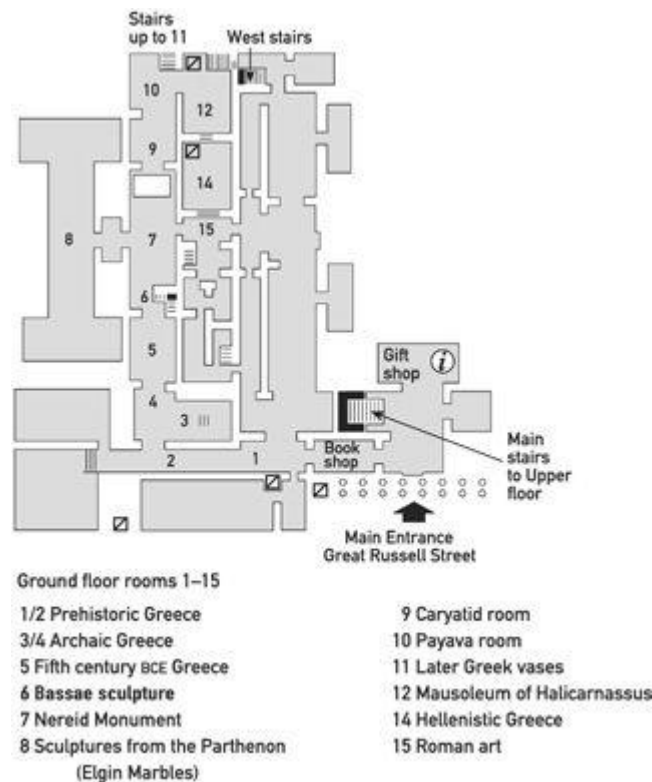 Stairs
up to 11
West stairs
10
12
9
14
15
8
7
6
5
Gift
shop
i
4
3
Main
stairs
to Upper
floor
Book
shop
2
1
Main Entrance
Great Russell Street
Ground floor rooms 1–15
1/2 Prehistoric Greece
3/4 Archaic Greece
5 Fifth century BCE Greece
6 Bassae sculpture
7 Nereid Monument
8 Sculptures from the Parthenon
(Elgin Marbles)
9 Caryatid room
10 Payava room
11 Later Greek vases
12 Mausoleum of Halicarnassus
14 Hellenistic Greece
15 Roman art